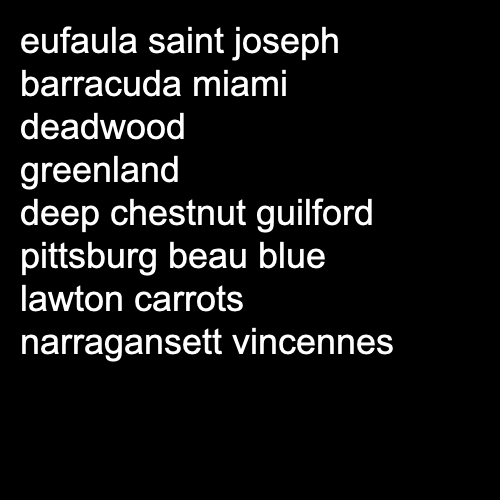 eufaula saint joseph
barracuda miami
deadwood
greenland
deep chestnut guilford
pittsburg beau blue
lawton carrots
narragansett vincennes